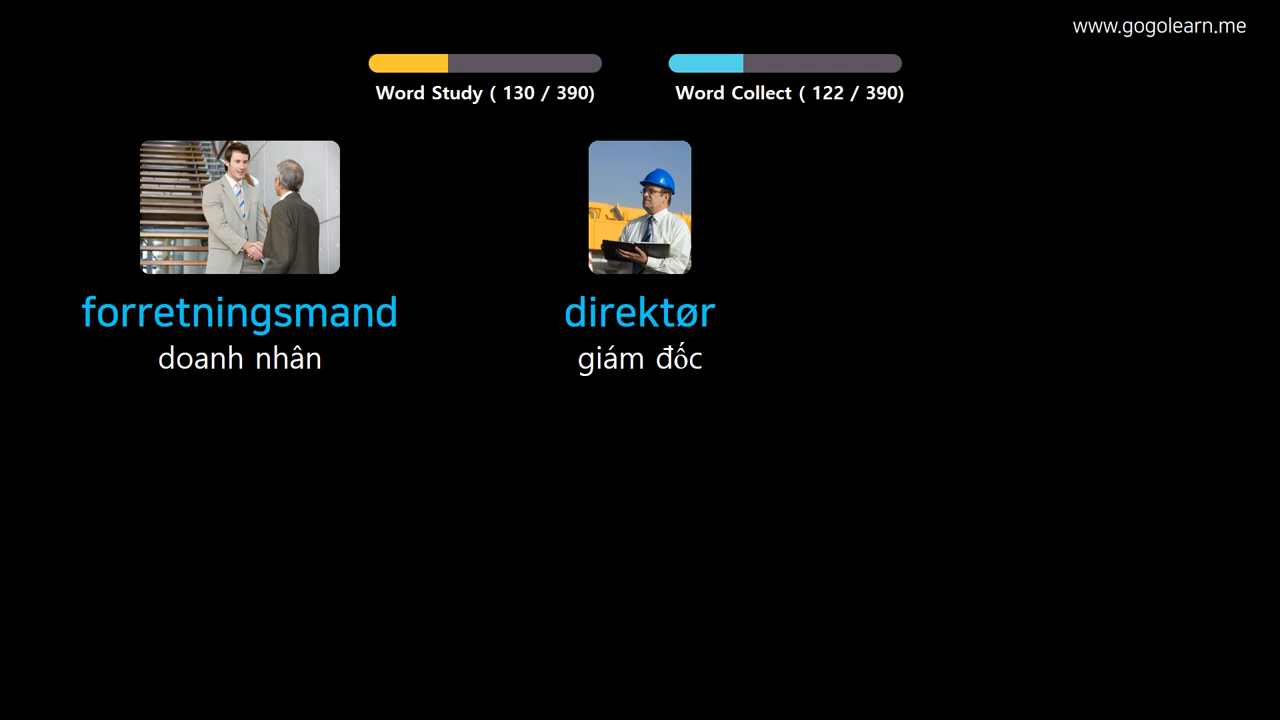 www.gogolearn.me
Word Study ( 130 / 390)
Word Collect ( 122 / 390)
forretningsmand
doanh nhân
direktør
giám đốc